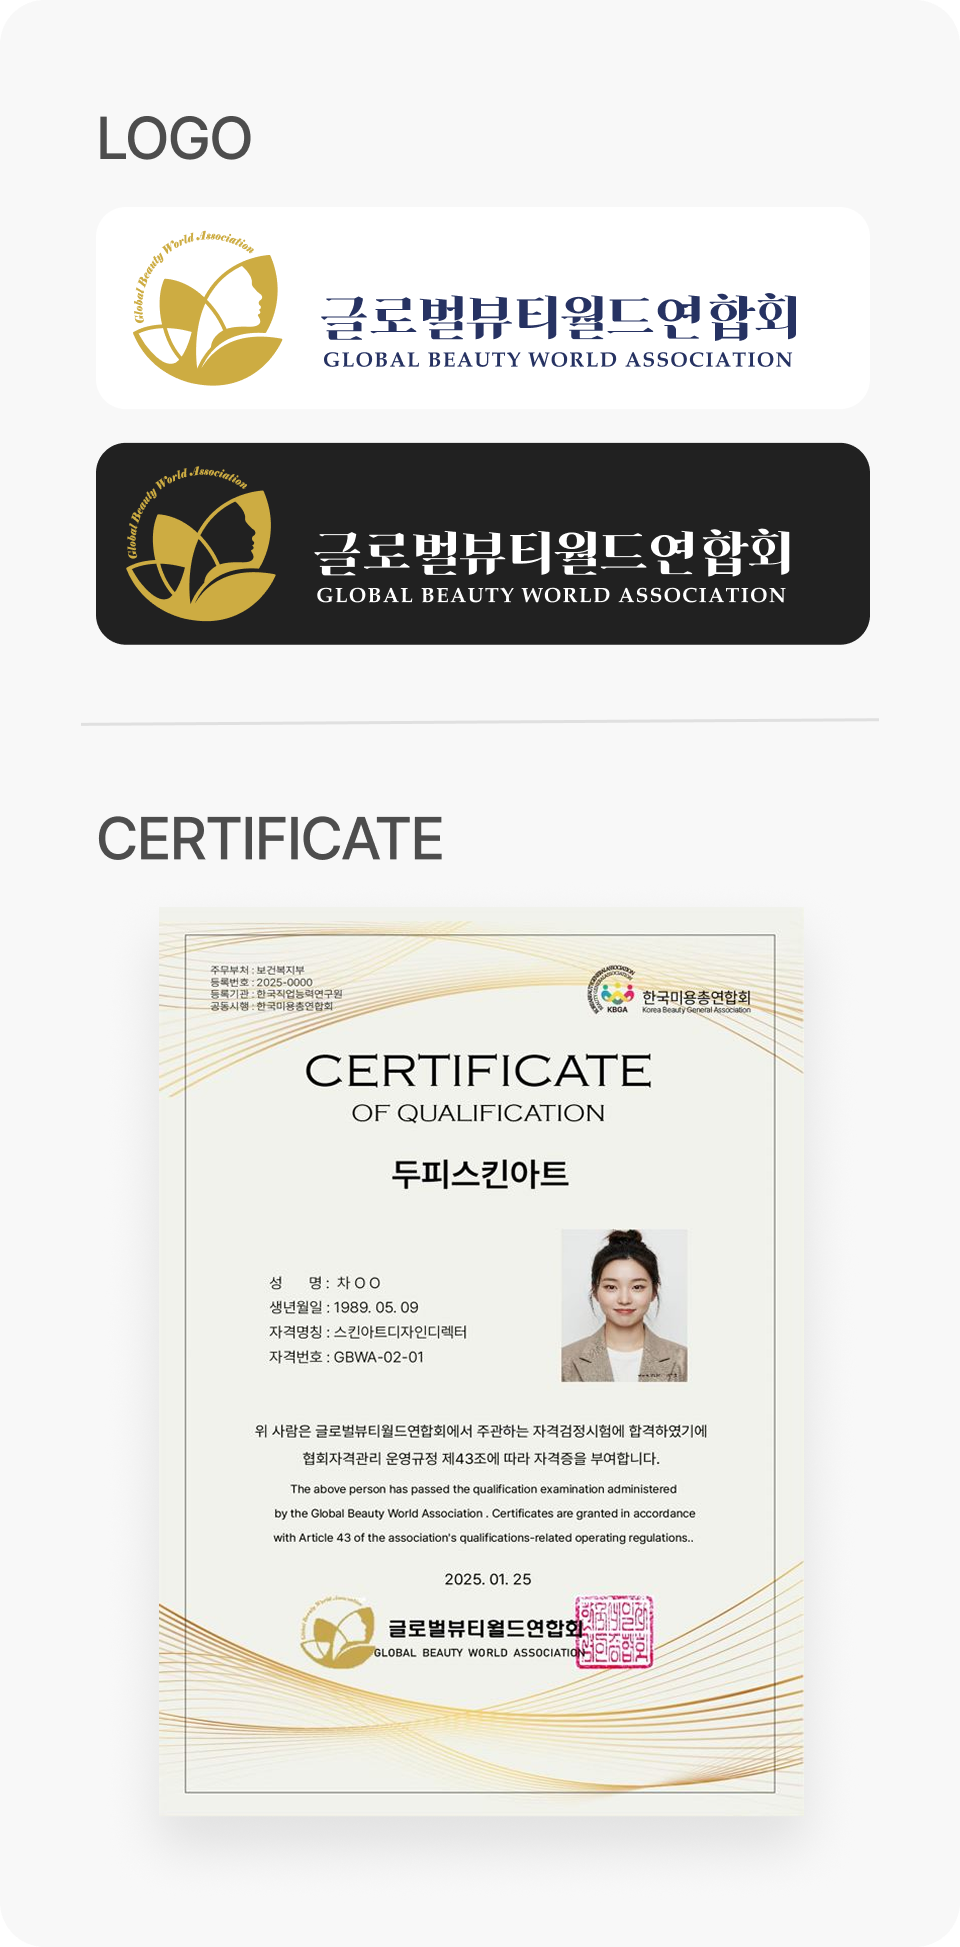 LOGO
Global Beauty World Association
글로벌뷰티월드연합회
GLOBAL BEAUTY WORLD ASSOCIATION
Global Beauty World Association
글로벌뷰티월드연합회
GLOBAL BEAUTY WORLD ASSOCIATION
CERTIFICATE
주무부처 : 보건복지부
등록번호 : 2025-0000
등록기관 : 한국직업능력연구원
공동시행 : 한국미용총연합회
KBGA
한국미용총연합회
Korea Beauty General Association
CERTIFICATE
OF QUALIFICATION
두피스킨아트
성 명 : 차 O O
생년월일 : 1989. 05. 09
자격명칭 : 스킨아트디자인디렉터
자격번호 : GBWA-02-01
위 사람은 글로벌뷰티월드연합회에서 주관하는 자격검정시험에 합격하였기에
협회자격관리 운영규정 제43조에 따라 자격증을 부여합니다.
The above person has passed the qualification examination administered
by the Global Beauty World Association . Certificates are granted in accordance
with Article 43 of the association's qualifications-related operating regulations..
2025. 01. 25
Global Beauty World Association
글로벌뷰티월드연합회
GLOBAL BEAUTY WORLD ASSOCIATION